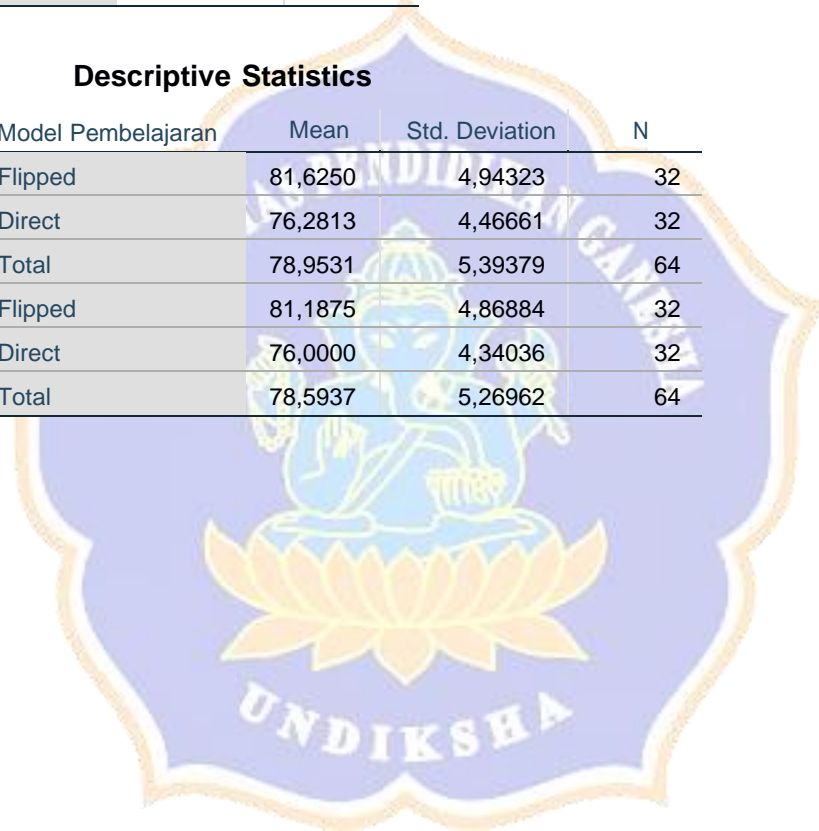 Descriptive Statistics
Model Pembelajaran Mean Std. Deviation N
Flipped 81,6250 4,94323 32
Direct 76,2813 4,46661 32
Total 78,9531 5,39379 64
Flipped 81,1875 4,86884 32
Direct 76,0000 4,34036 32
Total 78,5937 5,26962 64
PENDIDIKAN GANESHA
UNDIKSHA